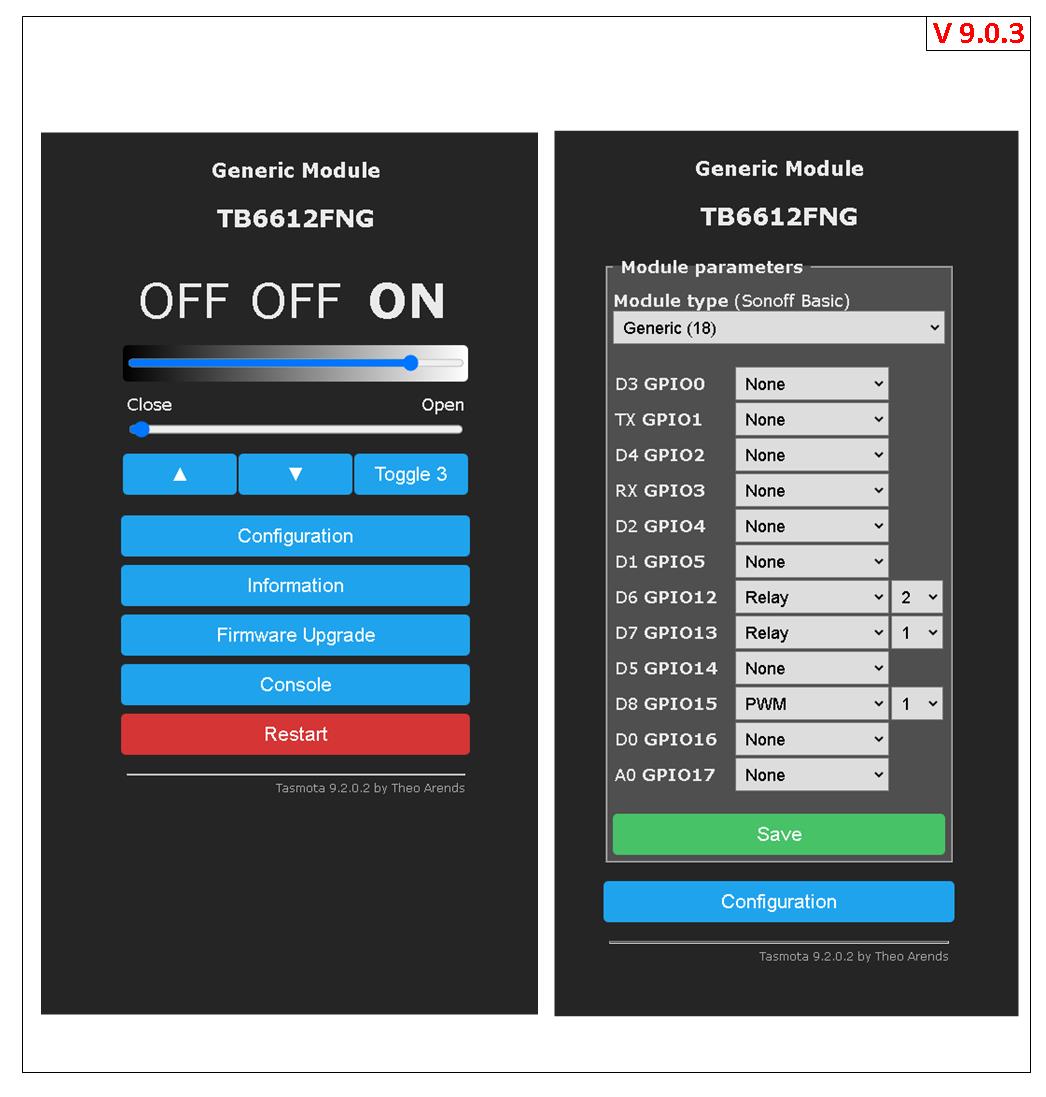 V 9.0.3
Generic Module
TB6612FNG
OFF OFF ON
Close Open
▲ ▼ Toggle 3
Configuration
Information
Firmware Upgrade
Console
Restart
Tasmota 9.2.0.2 by Theo Arends
Generic Module
TB6612FNG
Module parameters
Module type (Sonoff Basic)
Generic (18)
D3 GPIO0 None
TX GPIO1 None
D4 GPIO2 None
RX GPIO3 None
D2 GPIO4 None
D1 GPIO5 None
D6 GPIO12 Relay 2
D7 GPIO13 Relay 1
D5 GPIO14 None
D8 GPIO15 PWM 1
D0 GPIO16 None
A0 GPIO17 None
Save
Configuration
Tasmota 9.2.0.2 by Theo Arends